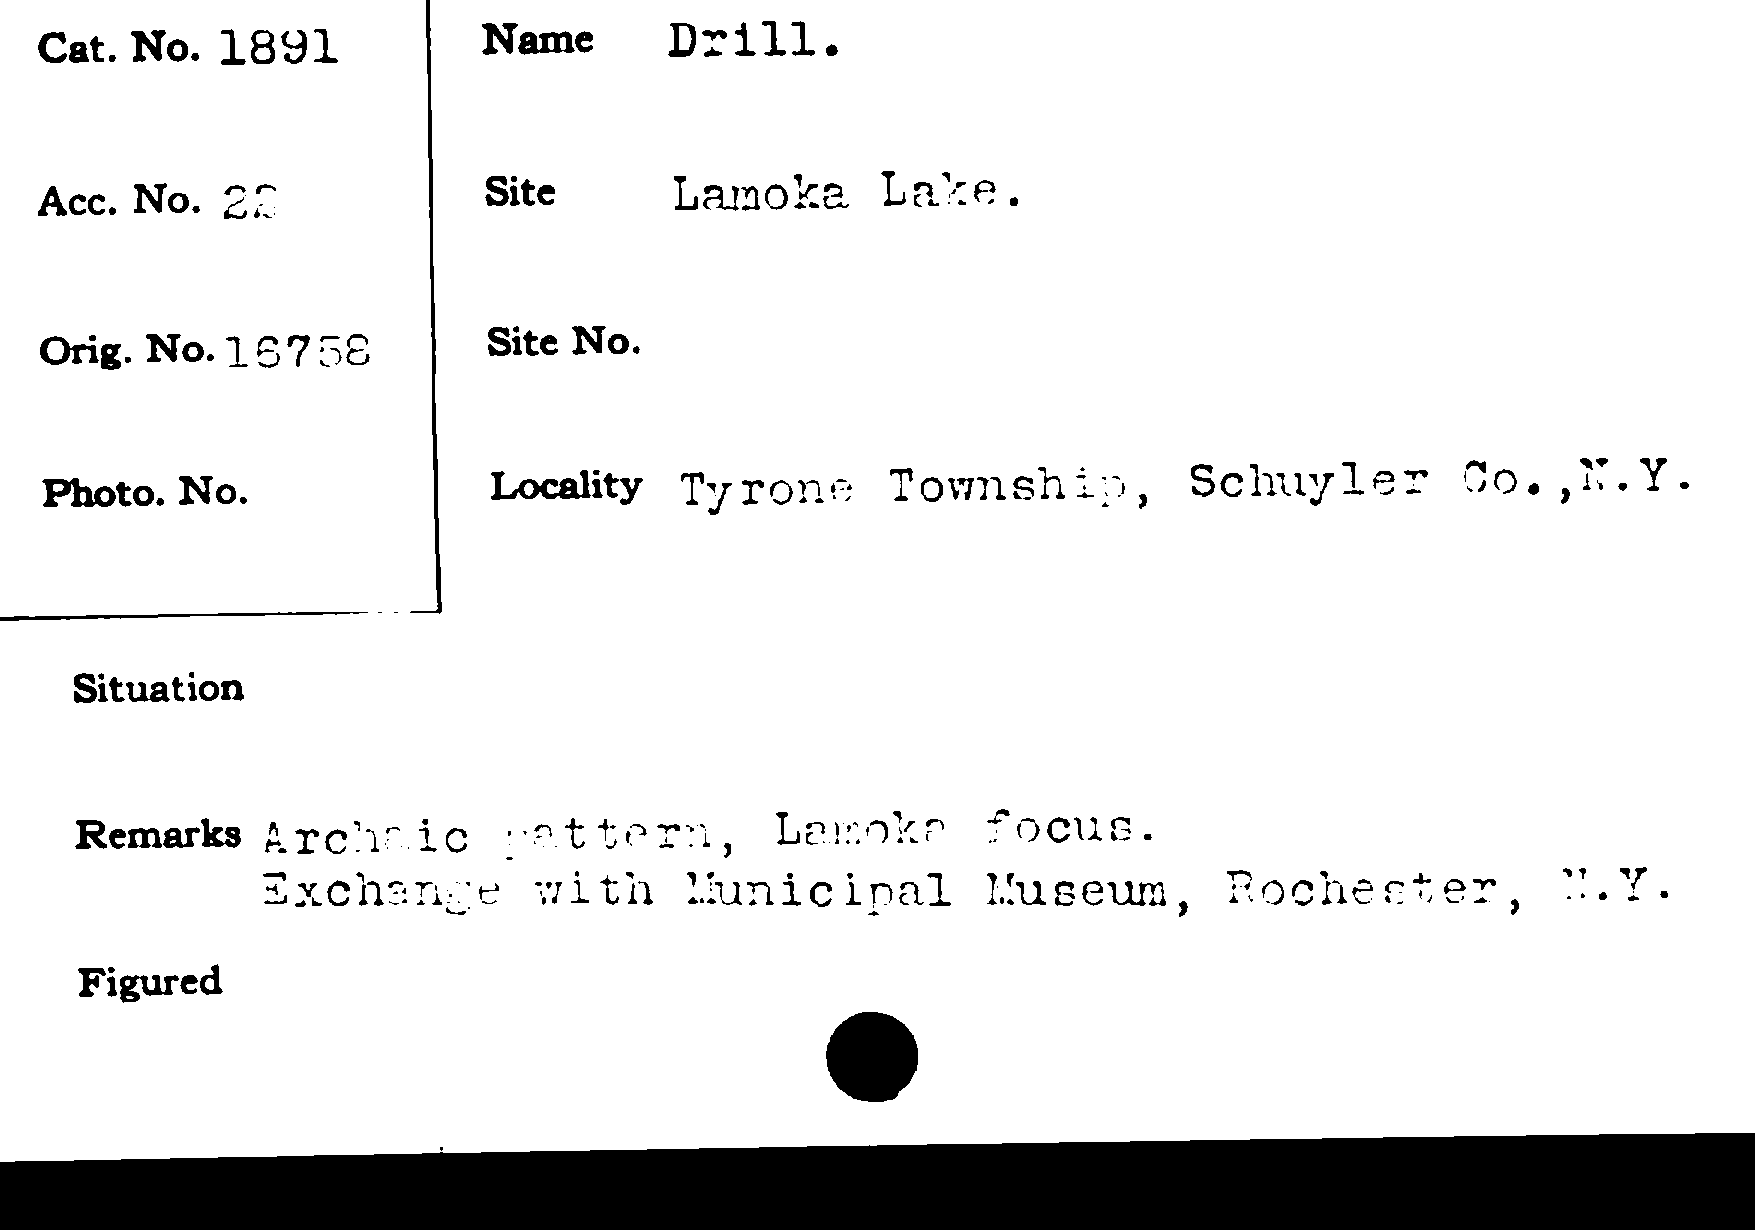 Cat. No. 1891
Name Drill.
Acc. No. 22
Site Lamoka Lake.
Orig. No. 16758
Site No.
Photo. No.
Locality Tyrone Township, Schuyler Co.,N.Y.
Situation
Remarks Archaic pattern, Lamoka focus.
Exchange with Municipal Museum, Rochester, N.Y.
Figured